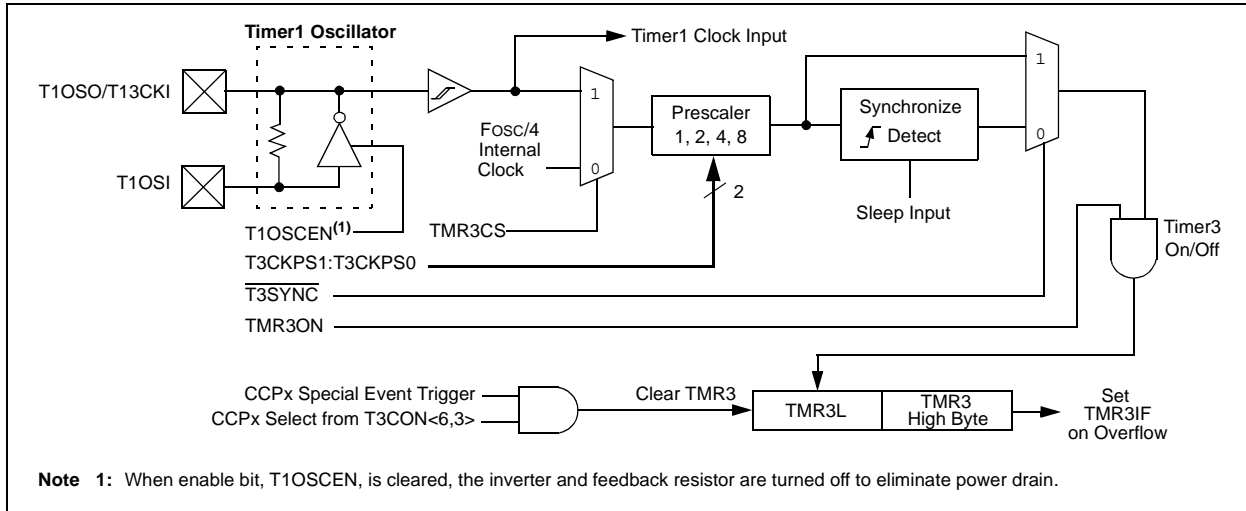 Timer1 Oscillator
Timer1 Clock Input
T1OSO/T13CKI
1
FOSC/4
Internal
Clock
0
Prescaler
1, 2, 4, 8
Synchronize
Detect
1
0
T1OSI
2
Sleep Input
T1OSCEN(1)
TMR3CS
Timer3
On/Off
T3CKPS1:T3CKPS0
T3SYNC
TMR3ON
CCPx Special Event Trigger
CCPx Select from T3CON<6,3>
Clear TMR3
TMR3L
TMR3
High Byte
Set
TMR3IF
on Overflow
Note 1: When enable bit, T1OSCEN, is cleared, the inverter and feedback resistor are turned off to eliminate power drain.